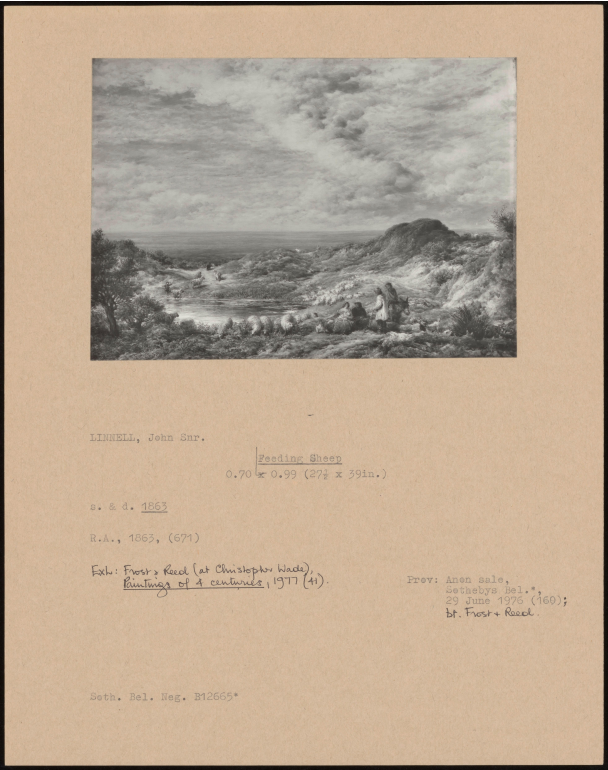 LINNELL, John Snr.
Feeding Sheep
0.70 x 0.99 (27½ x 39in.)
s. & d. 1863
R.A., 1863, (671)
Exh: Frost & Reed (at Christopher Wade),
Paintings of 4 centuries, 1977 (41).
Prov: Anon sale,
Sothebys Bel.*,
29 June 1976 (160);
bt. Frost & Reed.
Soth. Bel. Neg. B12665*